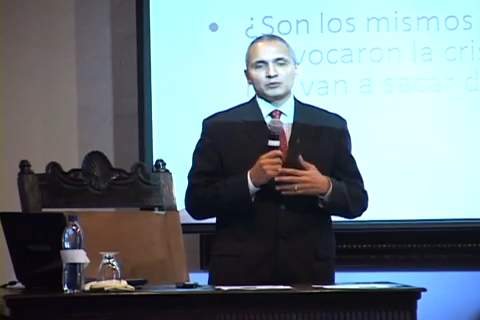 • ¿Son los mismos
vocaron la cris
van a sacar d